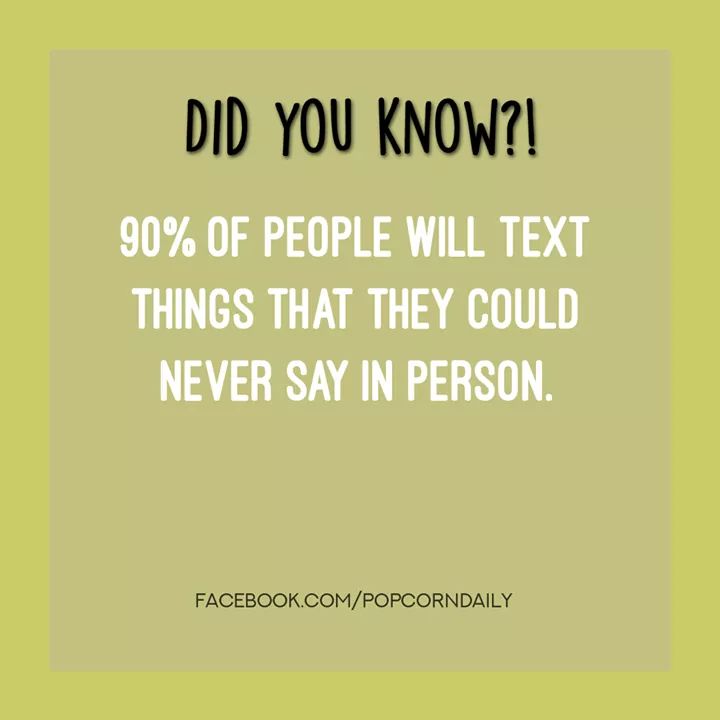 DID YOU KNOW?!
90% OF PEOPLE WILL TEXT
THINGS THAT THEY COULD
NEVER SAY IN PERSON.
FACEBOOK.COM/POPCORNDAILY